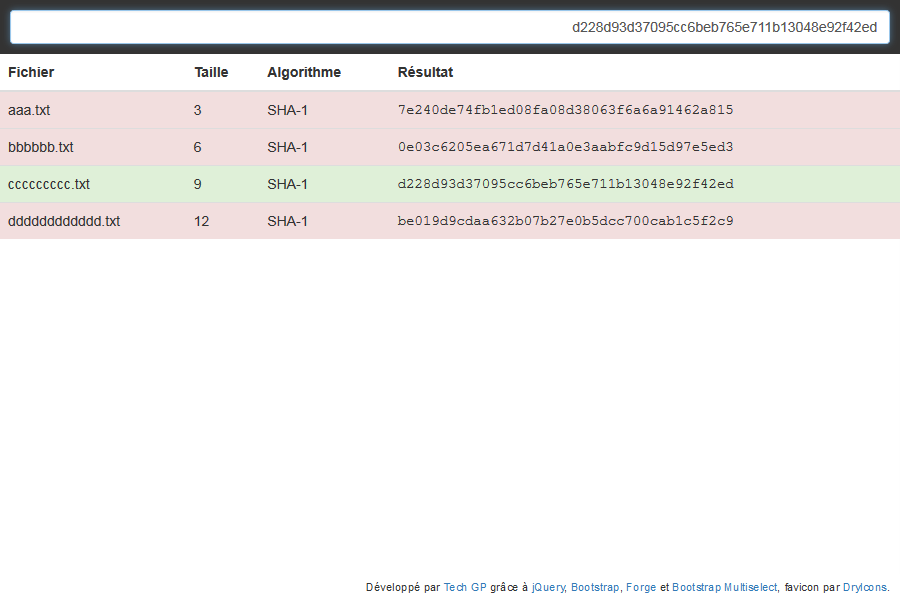 d228d93d37095cc6beb765e711b13048e92f42ed
Fichier Taille Algorithme Résultat
aaa.txt 3 SHA-1 7e240de74fb1ed08fa08d38063f6a6a91462a815
bbbbbb.txt 6 SHA-1 0e03c6205ea671d7d41a0e3aabfc9d15d97e5ed3
ccccccccc.txt 9 SHA-1 d228d93d37095cc6beb765e711b13048e92f42ed
dddddddddddd.txt 12 SHA-1 be019d9cdaa632b07b27e0b5dcc700cab1c5f2c9
Développé par Tech GP grâce à jQuery, Bootstrap, Forge et Bootstrap Multiselect, favicon par DryIcons.